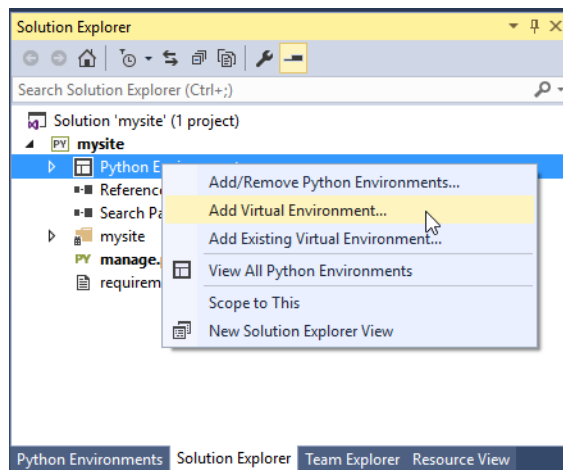 Solution Explorer
Search Solution Explorer (Ctrl+;)
Solution 'mysite' (1 project)
PY mysite
Python E
Add/Remove Python Environments...
Referenc
Add Virtual Environment...
Search Pa
Add Existing Virtual Environment...
mysite
PY manage.
View All Python Environments
requirem
Scope to This
New Solution Explorer View
Python Environments Solution Explorer Team Explorer Resource View